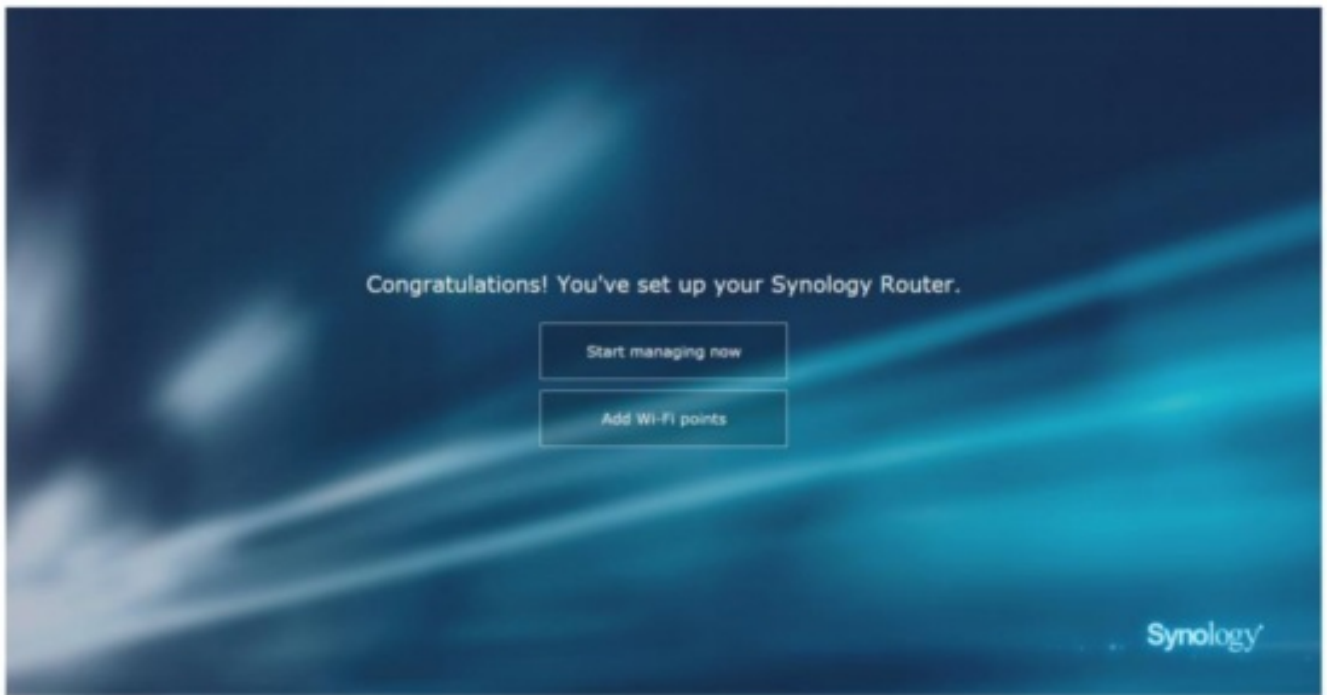 Congratulations! You've set up your Synology Router.
Start managing now
Add Wi-Fi points
Synology